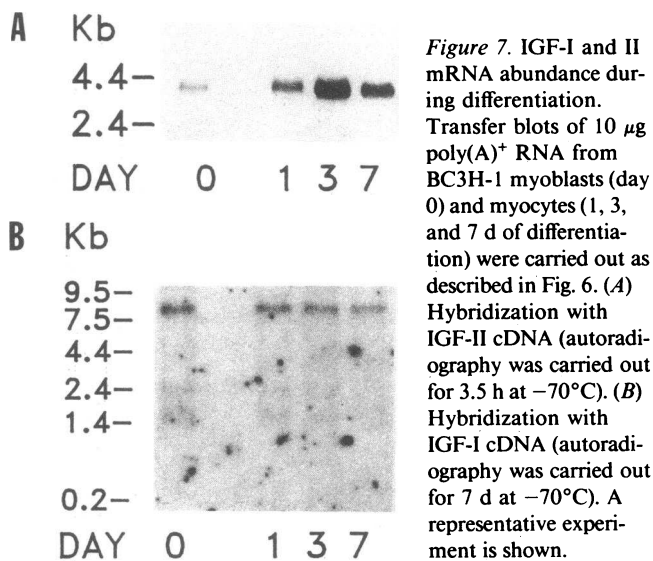 A Kb
4.4–
2.4–
DAY 0 1 3 7
B Kb
9.5–
7.5–
4.4–
2.4–
1.4–
0.2–
DAY 0 1 3 7
Figure 7. IGF-I and II
mRNA abundance dur-
ing differentiation.
Transfer blots of 10 μg
poly(A)⁺ RNA from
BC3H-1 myoblasts (day
0) and myocytes (1, 3,
and 7 d of differentia-
tion) were carried out as
described in Fig. 6. (A)
Hybridization with
IGF-II cDNA (autoradi-
ography was carried out
for 3.5 h at −70°C). (B)
Hybridization with
IGF-I cDNA (autoradi-
ography was carried out
for 7 d at −70°C). A
representative experi-
ment is shown.